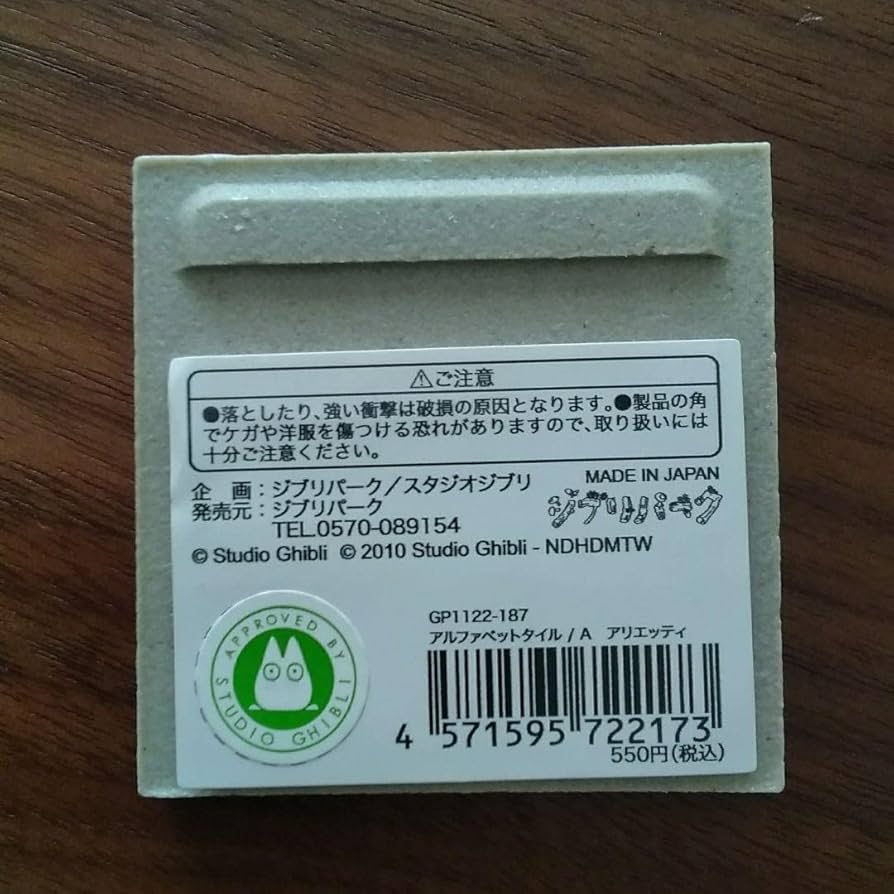 ⚠ご注意
●落としたり、強い衝撃は破損の原因となります。●製品の角
でケガや洋服を傷つける恐れがありますので、取り扱いには
十分ご注意ください。
企 画：ジブリパーク／スタジオジブリ
発売元：ジブリパーク
TEL.0570-089154
MADE IN JAPAN
ジブリパーク
© Studio Ghibli © 2010 Studio Ghibli - NDHDMTW
APPROVED BY
STUDIO GHIBLI
GP1122-187
アルファベットタイル / A アリエッティ
4 571595 722173
550円(税込)